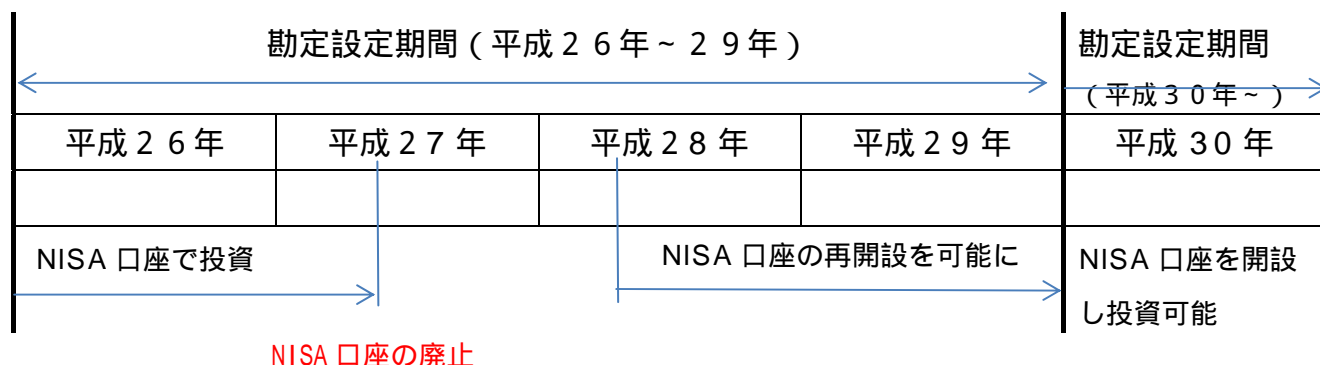 勘定設定期間（平成２６年～２９年）
勘定設定期間
（平成３０年～）
平成２６年
平成２７年
平成２８年
平成２９年
平成 30 年
NISA 口座で投資
NISA 口座の再開設を可能に
NISA 口座を開設
し投資可能
NISA 口座の廃止